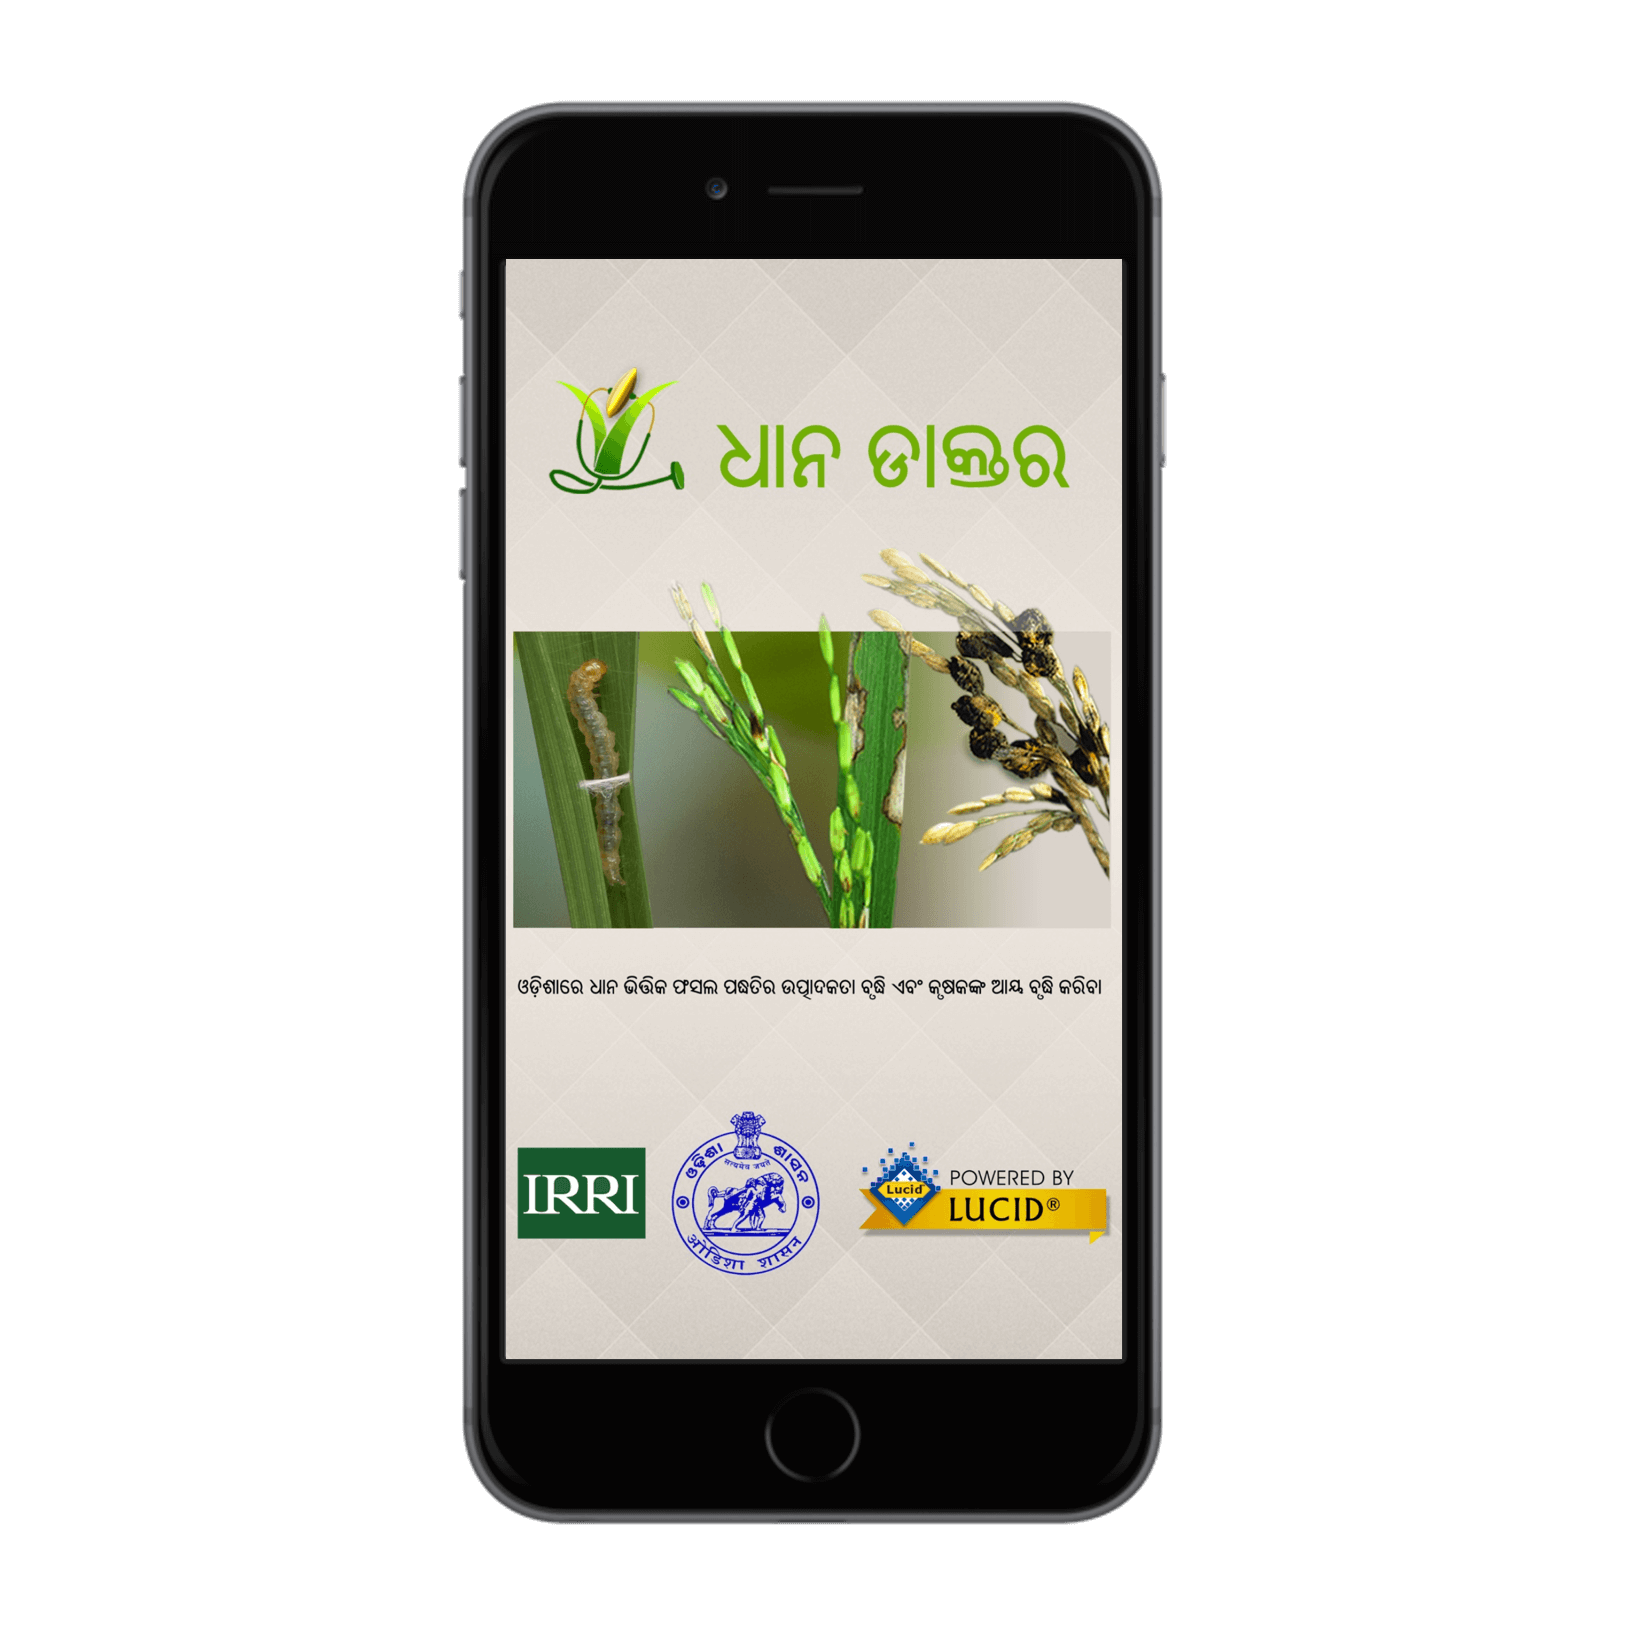 ଧାନ ଡାକ୍ତର
ଓଡ଼ିଶାରେ ଧାନ ଭିତ୍ତିକ ଫସଲ ପଦ୍ଧତିର ଉତ୍ପାଦକତା ବୃଦ୍ଧି ଏବଂ କୃଷକଙ୍କ ଆୟ ବୃଦ୍ଧି କରିବା
IRRI
ଓଡ଼ିଶା ଶାସନ
सत्यमेव जयते
ओडिशा शासन
Lucid
POWERED BY
LUCID®